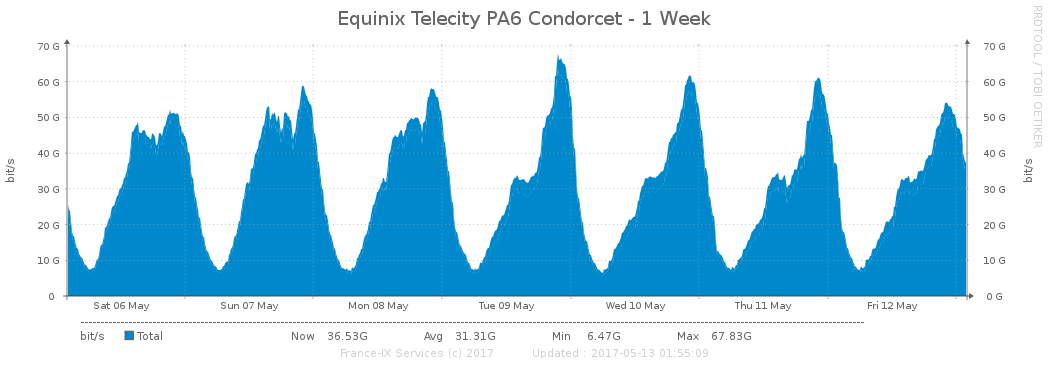 Equinix Telecity PA6 Condorcet - 1 Week
RRDTOOL / TOBI OETIKER
bit/s
70 G
60 G
50 G
40 G
30 G
20 G
10 G
0
70 G
60 G
50 G
40 G
30 G
20 G
10 G
0 G
bit/s
Sat 06 May Sun 07 May Mon 08 May Tue 09 May Wed 10 May Thu 11 May Fri 12 May
bit/s Total Now 36.53G Avg 31.31G Min 6.47G Max 67.83G
France-IX Services (c) 2017 Updated : 2017-05-13 01:55:09